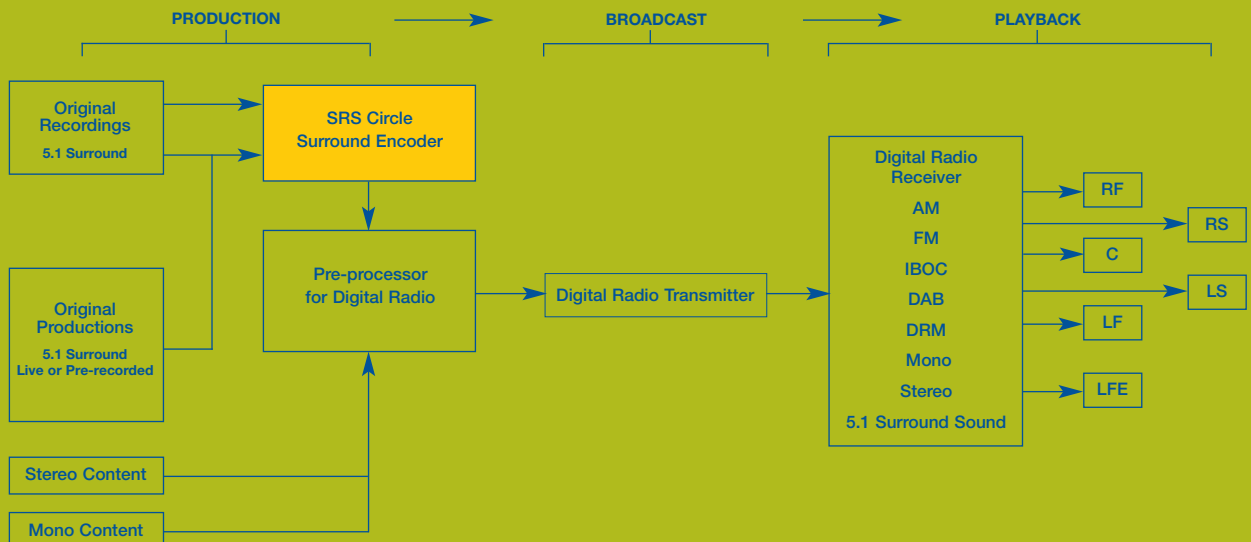 PRODUCTION
BROADCAST
PLAYBACK
Original
Recordings
5.1 Surround
SRS Circle
Surround Encoder
Original
Productions
5.1 Surround
Live or Pre-recorded
Pre-processor
for Digital Radio
Stereo Content
Mono Content
Digital Radio Transmitter
Digital Radio
Receiver
AM
FM
IBOC
DAB
DRM
Mono
Stereo
5.1 Surround Sound
RF
RS
C
LS
LF
LFE